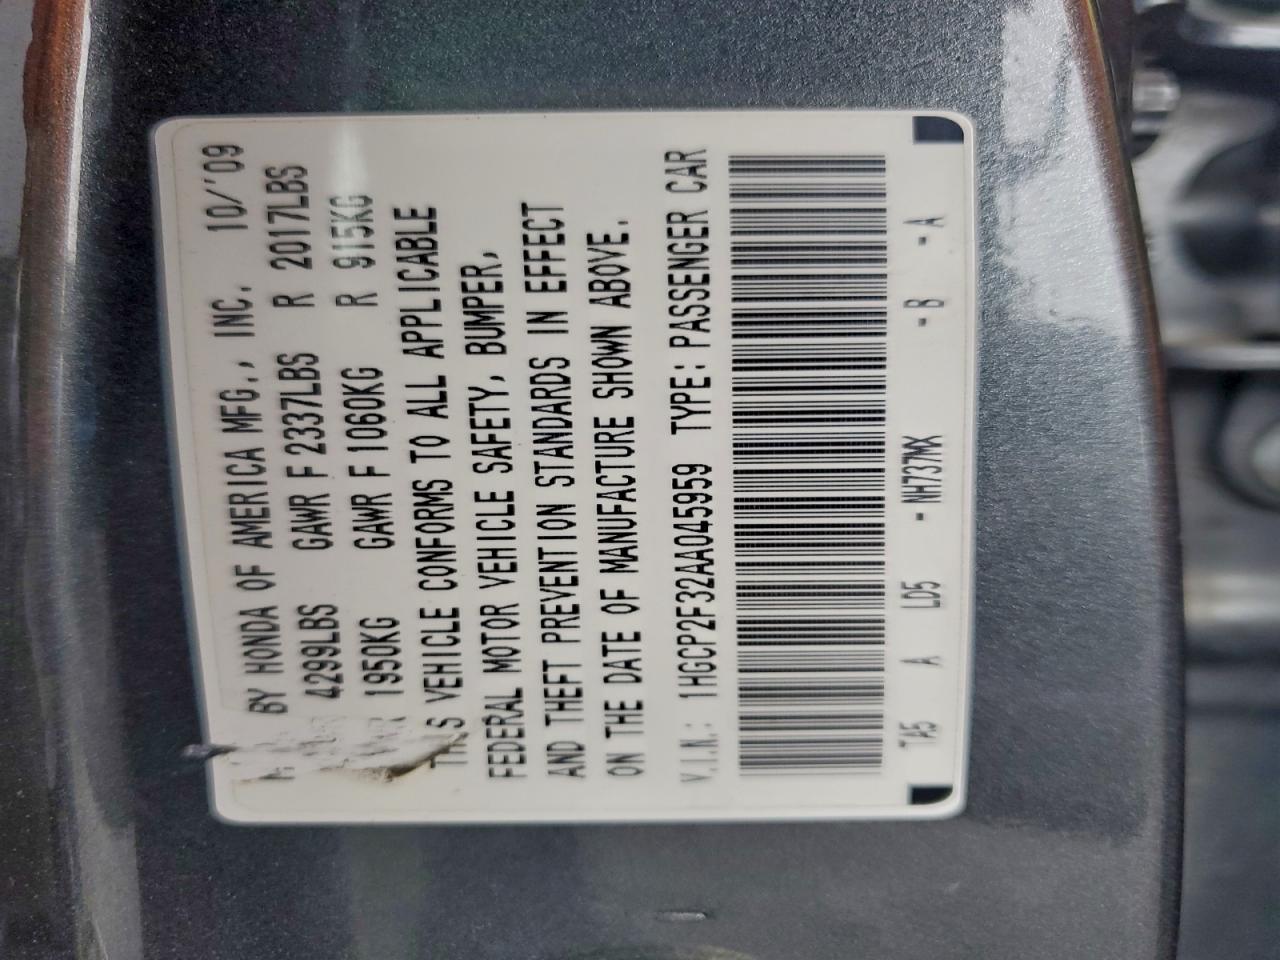 BY HONDA OF AMERICA MFG., INC. 10/'09
4299LBS GAWR F 2337LBS R 2017LBS
1950KG GAWR F 1060KG R 915KG
THIS VEHICLE CONFORMS TO ALL APPLICABLE
FEDERAL MOTOR VEHICLE SAFETY, BUMPER,
AND THEFT PREVENTION STANDARDS IN EFFECT
ON THE DATE OF MANUFACTURE SHOWN ABOVE.
V.I.N.: 1HGCP2F32AA045959 TYPE: PASSENGER CAR
TA5 A LD5 - NH737MX - B - A